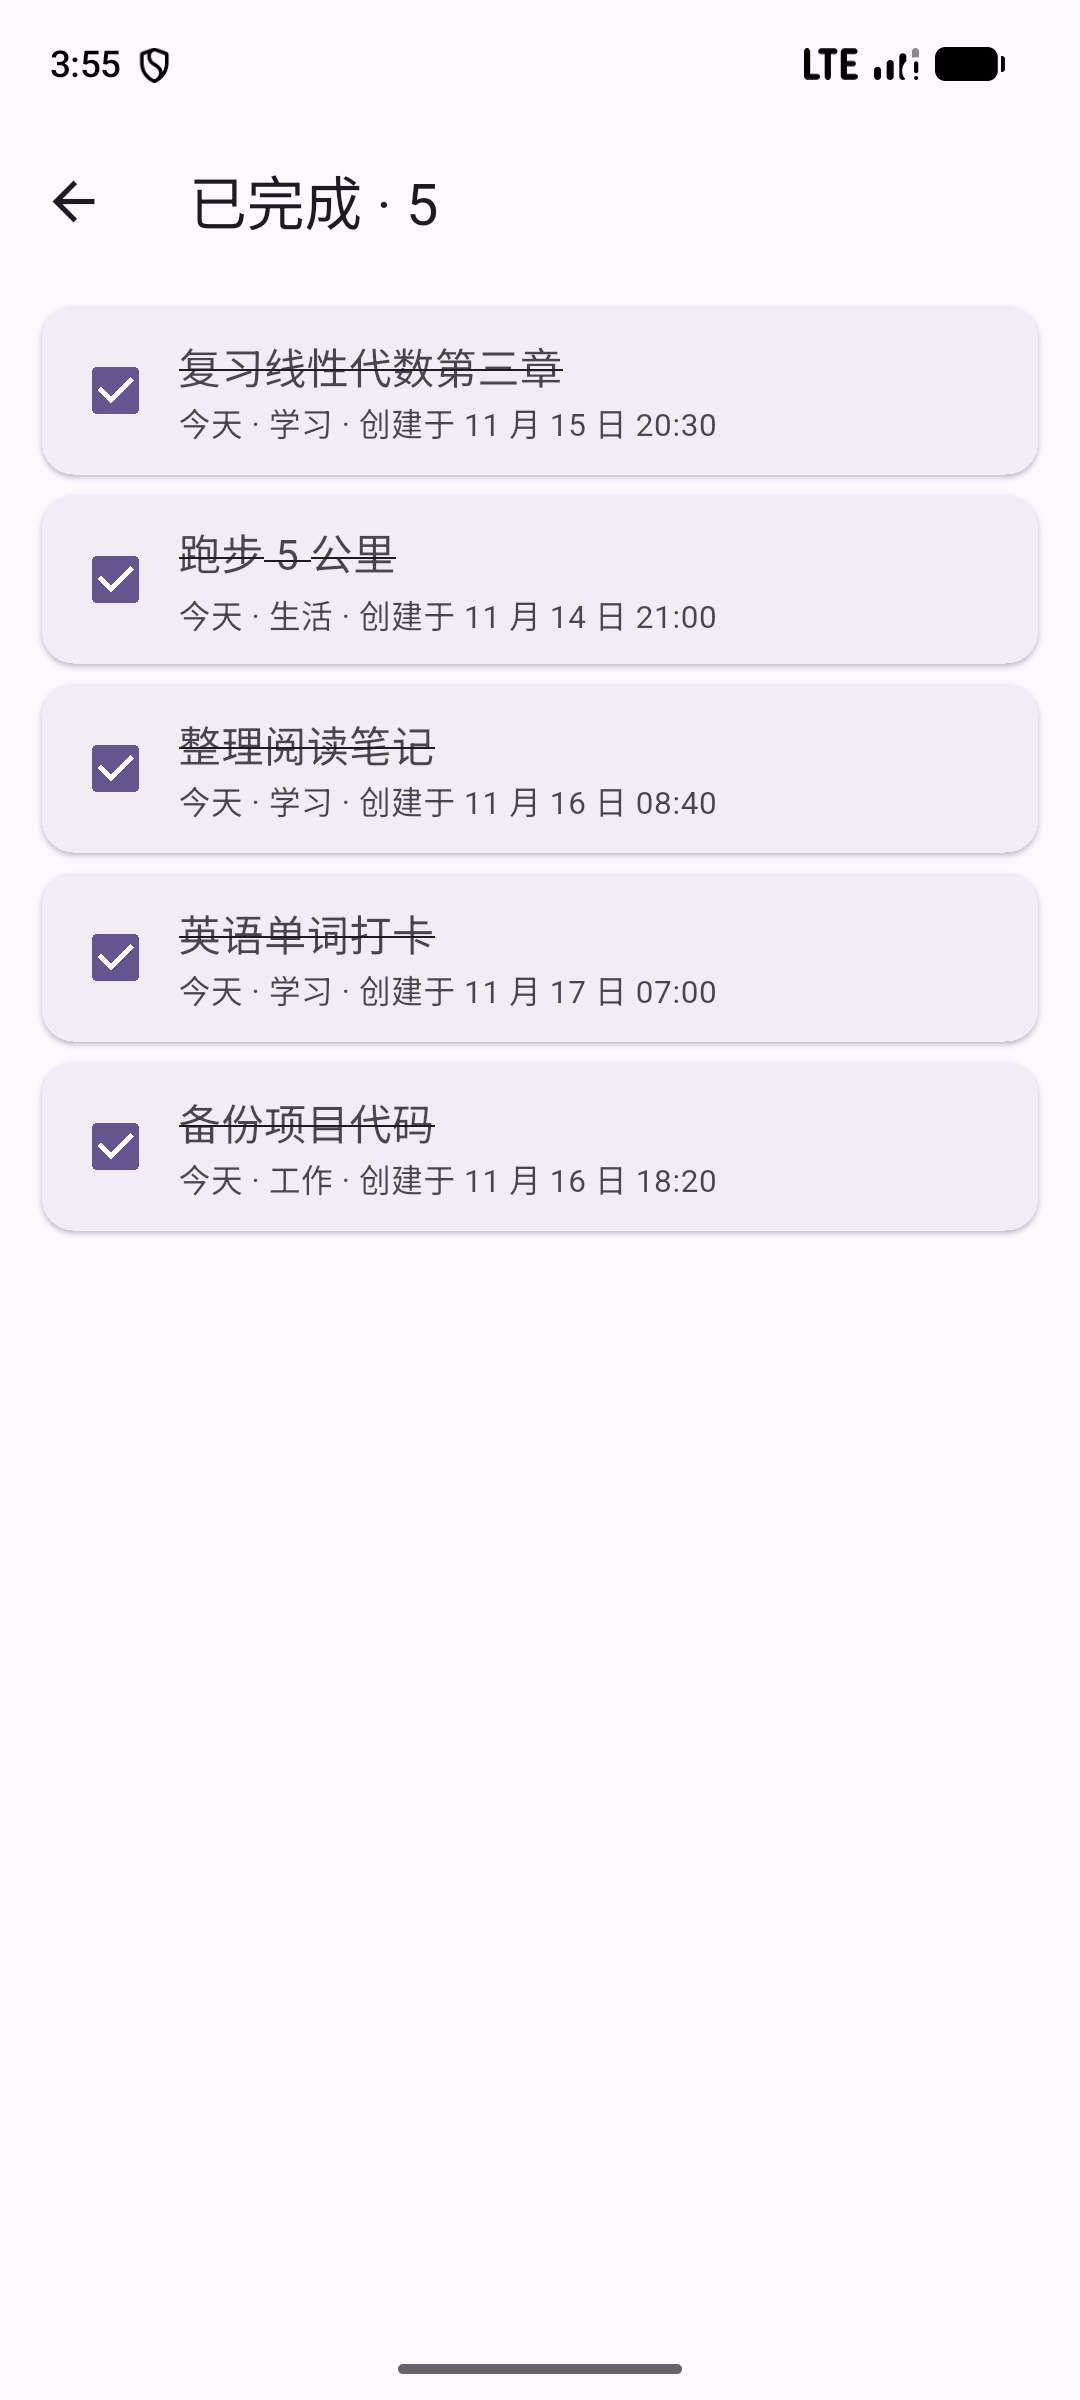 3:55 LTE
已完成 · 5
复习线性代数第三章
今天 · 学习 · 创建于 11 月 15 日 20:30
跑步 5 公里
今天 · 生活 · 创建于 11 月 14 日 21:00
整理阅读笔记
今天 · 学习 · 创建于 11 月 16 日 08:40
英语单词打卡
今天 · 学习 · 创建于 11 月 17 日 07:00
备份项目代码
今天 · 工作 · 创建于 11 月 16 日 18:20